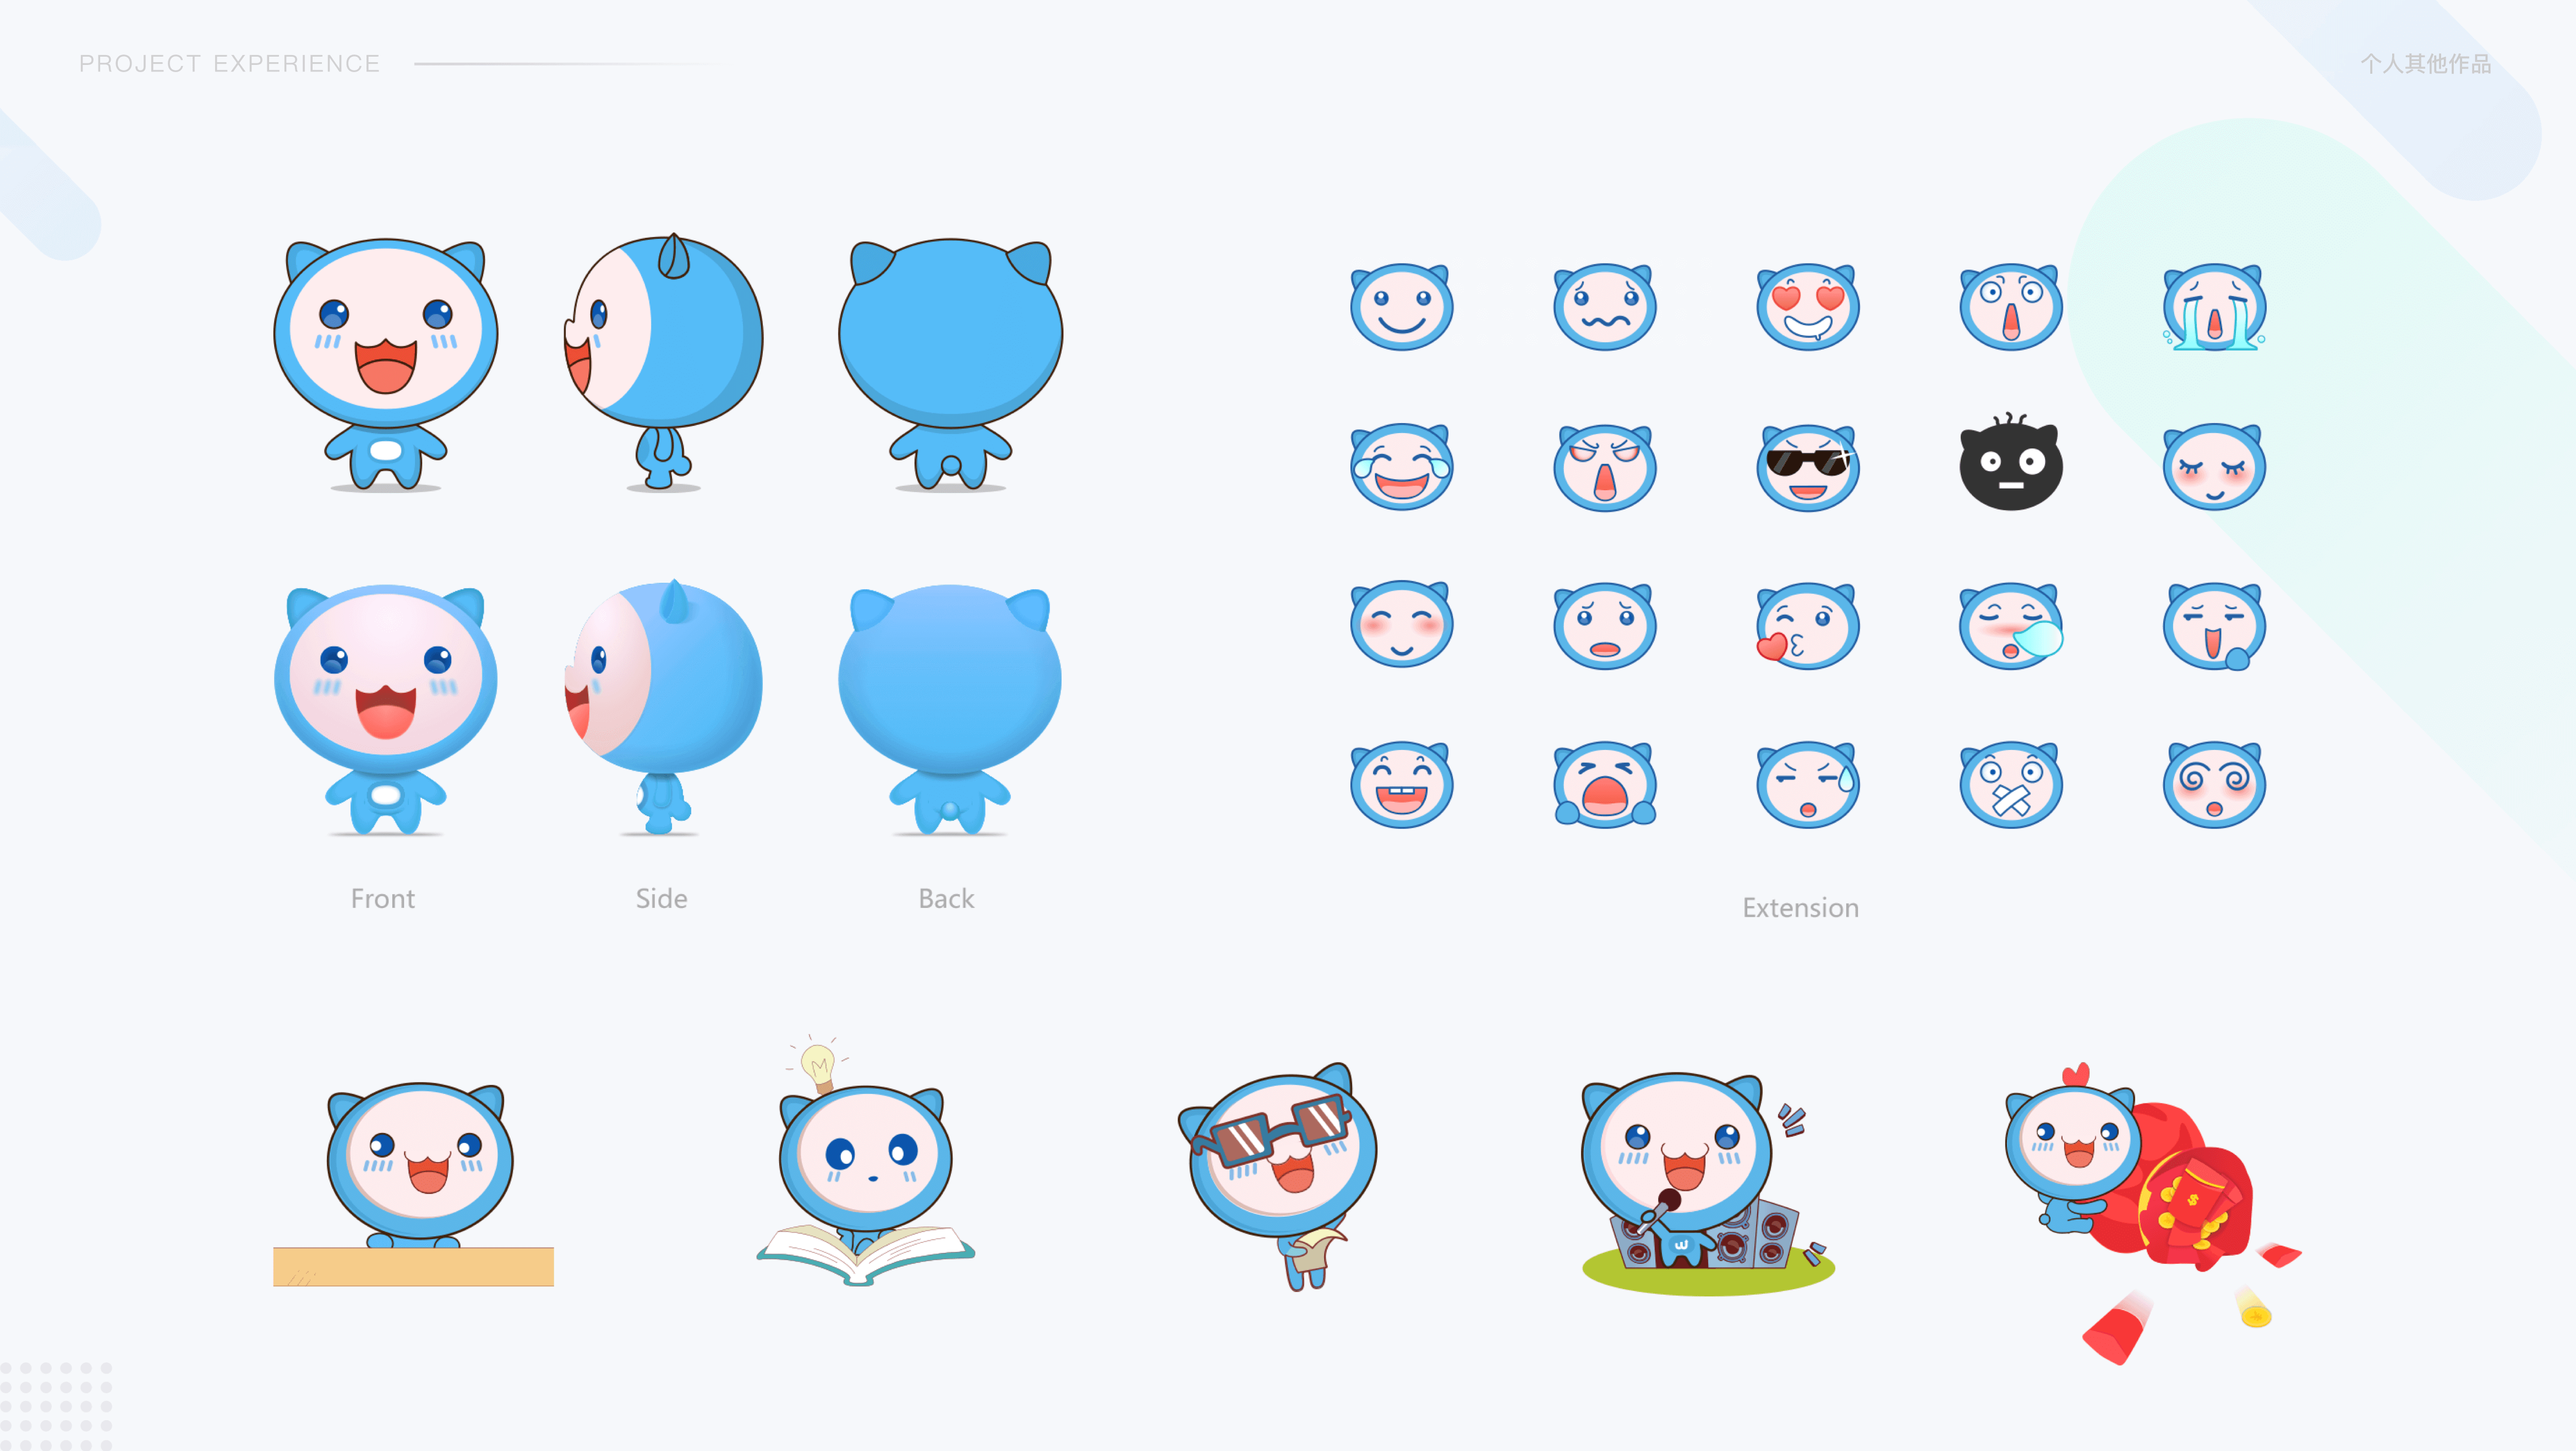 PROJECT EXPERIENCE
个人其他作品
Front
Side
Back
Extension
w
$